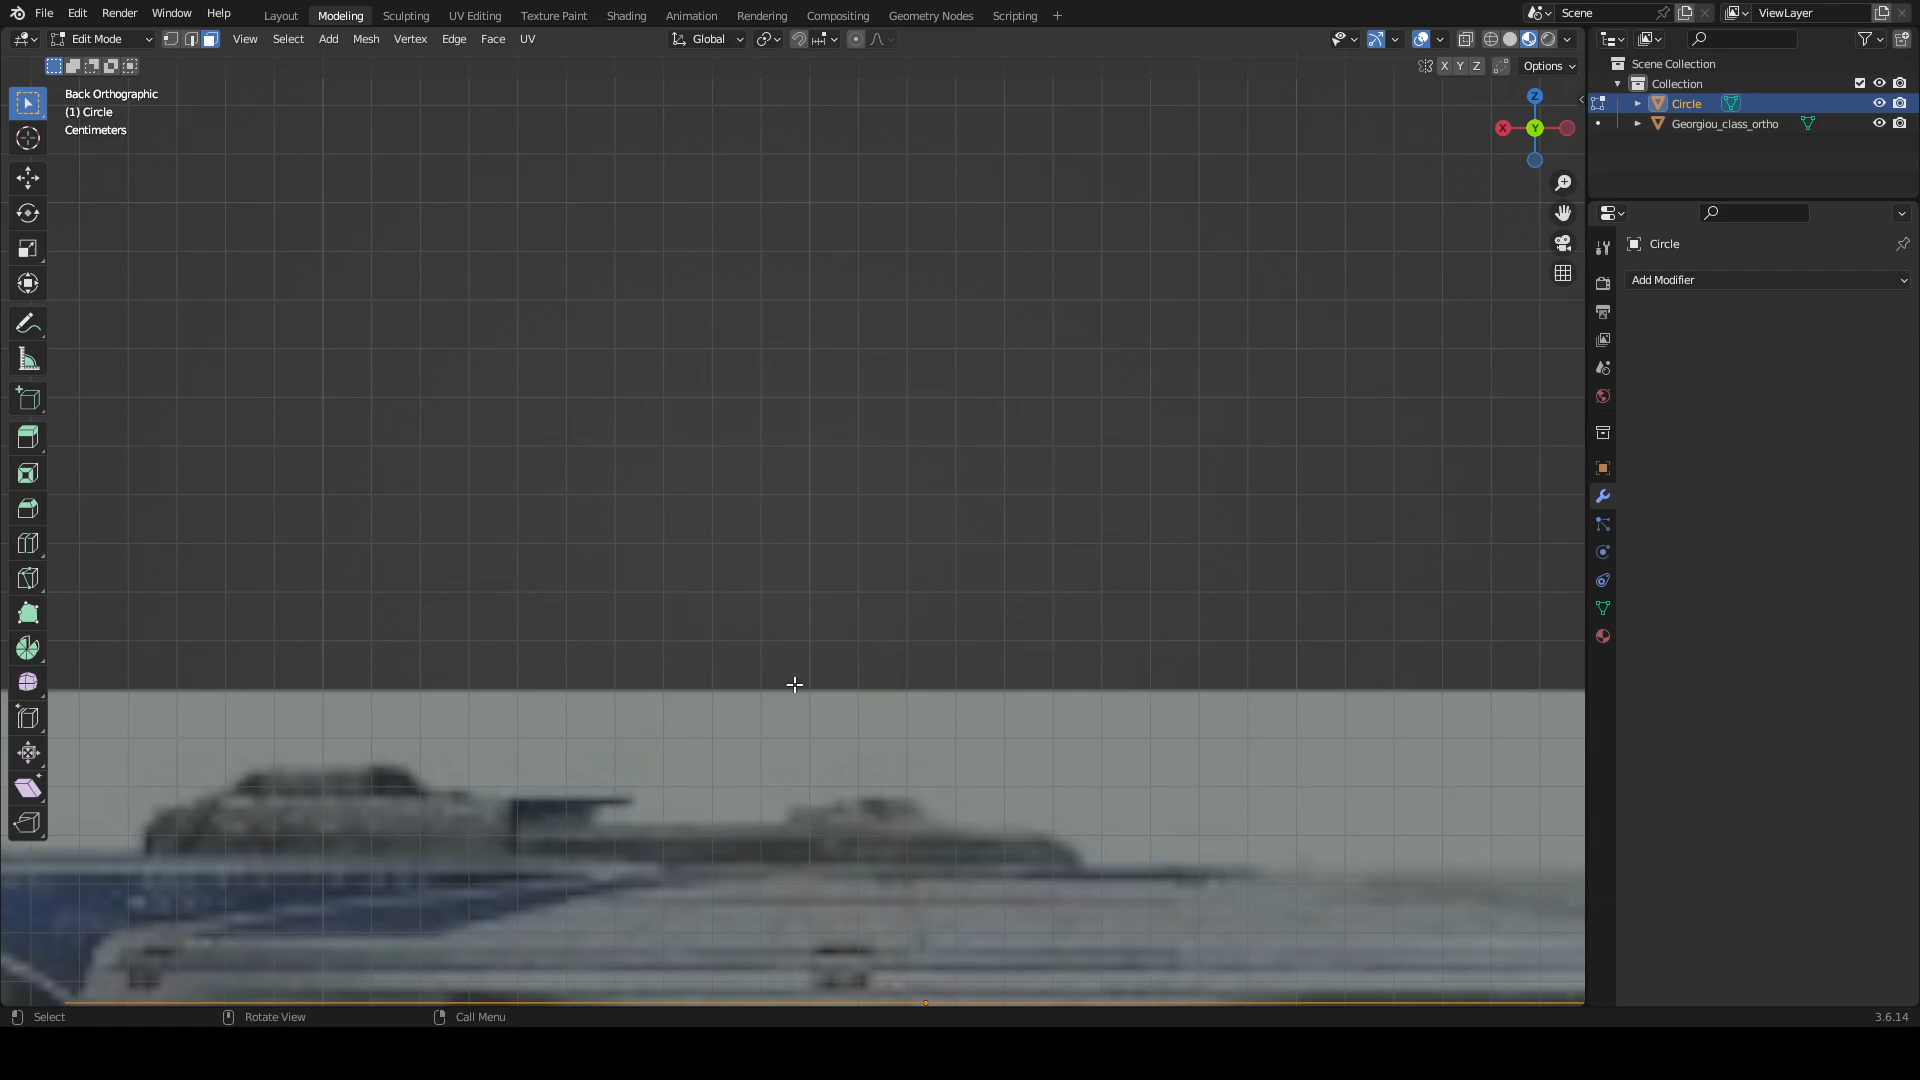 File Edit Render Window Help Layout Modeling Sculpting UV Editing Texture Paint Shading Animation Rendering Compositing Geometry Nodes Scripting + Scene ViewLayer
Edit Mode View Select Add Mesh Vertex Edge Face UV Global
X Y Z Options
Back Orthographic
(1) Circle
Centimeters
Z
X Y
Scene Collection
Collection
Circle
Georgiou_class_ortho
Circle
Add Modifier
Select Rotate View Call Menu 3.6.14